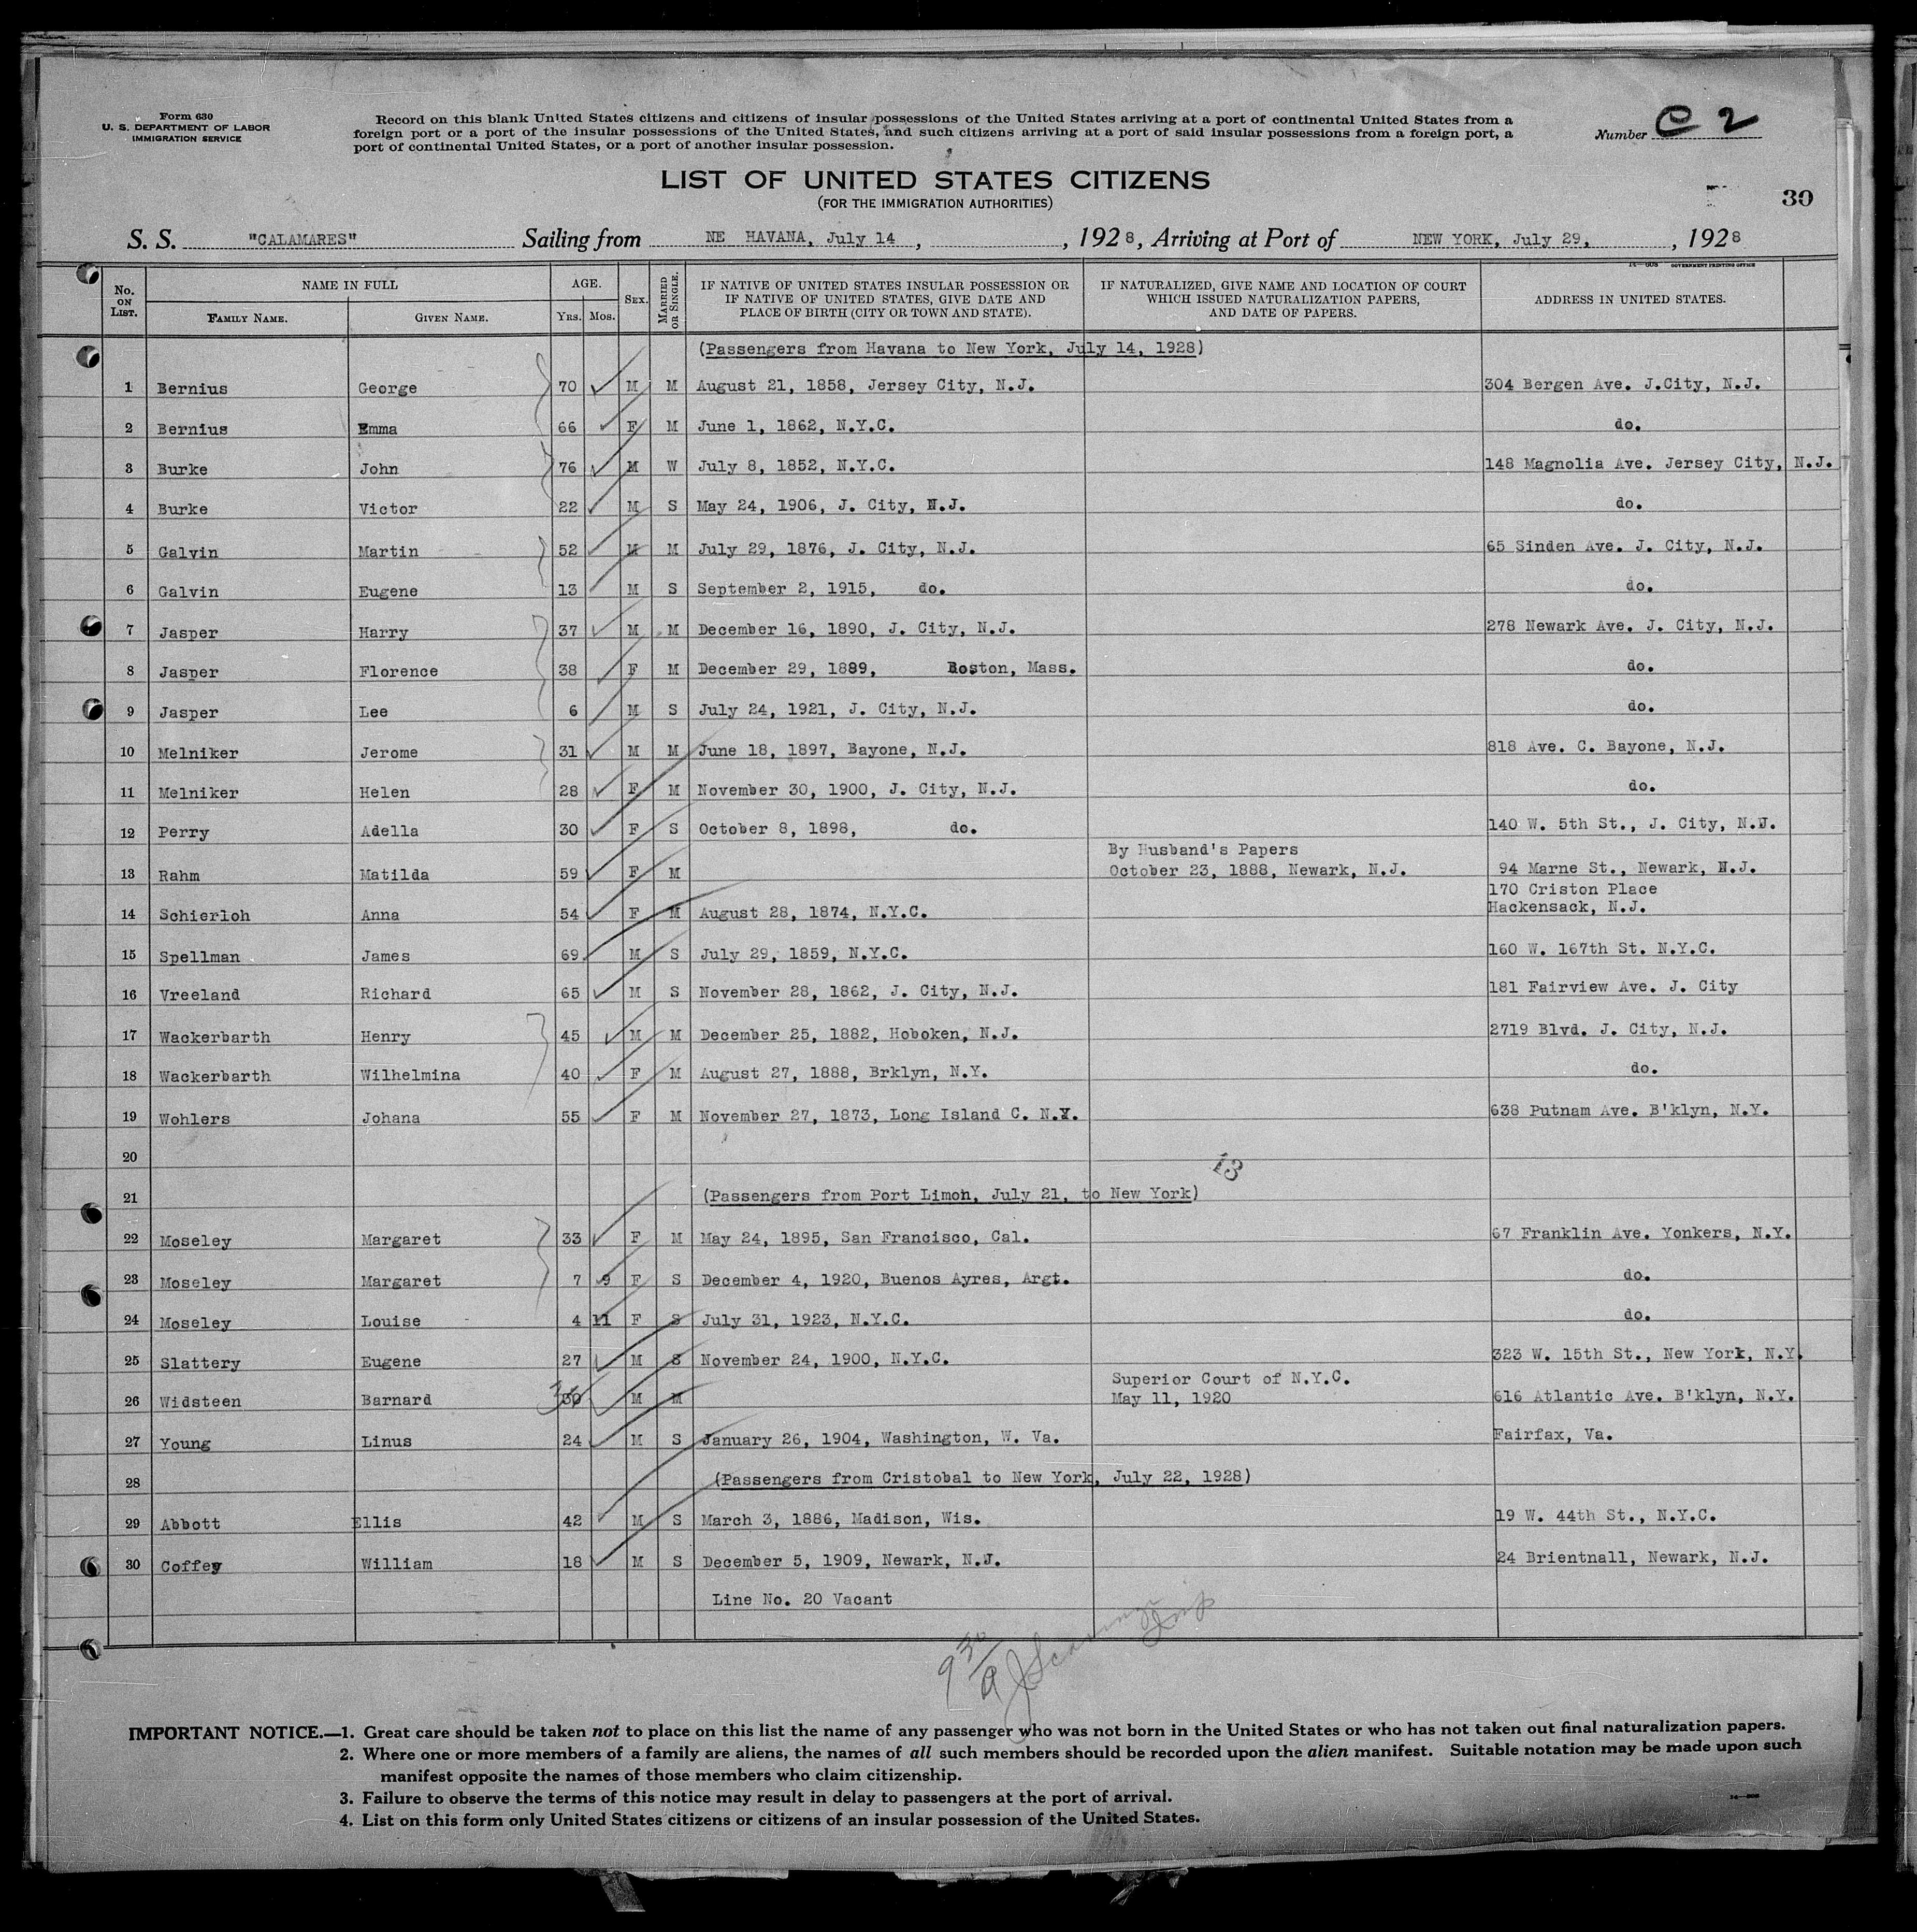 Form 630
U. S. DEPARTMENT OF LABOR
IMMIGRATION SERVICE
Record on this blank United States citizens and citizens of insular possessions of the United States arriving at a port of continental United States from a
foreign port or a port of the insular possessions of the United States, and such citizens arriving at a port of said insular possessions from a foreign port, a
port of continental United States, or a port of another insular possession.
Number C 2
LIST OF UNITED STATES CITIZENS
(FOR THE IMMIGRATION AUTHORITIES)
30
S. S. "CALAMARES" Sailing from NE HAVANA, July 14 , , 1928, Arriving at Port of NEW YORK, July 29, , 1928
GOVERNMENT PRINTING OFFICE
No. ON LIST. NAME IN FULL AGE. SEX. MARRIED OR SINGLE. IF NATIVE OF UNITED STATES INSULAR POSSESSION OR IF NATIVE OF UNITED STATES, GIVE DATE AND PLACE OF BIRTH (CITY OR TOWN AND STATE). IF NATURALIZED, GIVE NAME AND LOCATION OF COURT WHICH ISSUED NATURALIZATION PAPERS, AND DATE OF PAPERS. ADDRESS IN UNITED STATES.
FAMILY NAME. GIVEN NAME. YRS. MOS.
(Passengers from Havana to New York, July 14, 1928)
1 Bernius George 70 M M August 21, 1858, Jersey City, N.J. 304 Bergen Ave. J.City, N.J.
2 Bernius Emma 66 F M June 1, 1862, N.Y.C. do.
3 Burke John 76 M W July 8, 1852, N.Y.C. 148 Magnolia Ave. Jersey City, N.J.
4 Burke Victor 22 M S May 24, 1906, J. City, N.J. do.
5 Galvin Martin 52 M M July 29, 1876, J. City, N.J. 65 Sinden Ave. J. City, N.J.
6 Galvin Eugene 13 M S September 2, 1915, do. do.
7 Jasper Harry 37 M M December 16, 1890, J. City, N.J. 278 Newark Ave. J. City, N.J.
8 Jasper Florence 38 F M December 29, 1889, Boston, Mass. do.
9 Jasper Lee 6 M S July 24, 1921, J. City, N.J. do.
10 Melniker Jerome 31 M M June 18, 1897, Bayone, N.J. 818 Ave. C. Bayone, N.J.
11 Melniker Helen 28 F M November 30, 1900, J. City, N.J. do.
12 Perry Adella 30 F S October 8, 1898, do. 140 W. 5th St., J. City, N.J.
By Husband's Papers
13 Rahm Matilda 59 F M October 23, 1888, Newark, N.J. 94 Marne St., Newark, N.J.
170 Criston Place
14 Schierloh Anna 54 F M August 28, 1874, N.Y.C. Hackensack, N.J.
15 Spellman James 69 M S July 29, 1859, N.Y.C. 160 W. 167th St. N.Y.C.
16 Vreeland Richard 65 M S November 28, 1862, J. City, N.J. 181 Fairview Ave. J. City
17 Wackerbarth Henry 45 M M December 25, 1882, Hoboken, N.J. 2719 Blvd. J. City, N.J.
18 Wackerbarth Wilhelmina 40 F M August 27, 1888, Brklyn, N.Y. do.
19 Wohlers Johana 55 F M November 27, 1873, Long Island C. N.Y. 638 Putnam Ave. B'klyn, N.Y.
20
13
21 (Passengers from Port Limon, July 21, to New York)
22 Moseley Margaret 33 F M May 24, 1895, San Francisco, Cal. 67 Franklin Ave. Yonkers, N.Y.
23 Moseley Margaret 7 9 F S December 4, 1920, Buenos Ayres, Argt. do.
24 Moseley Louise 4 11 F S July 31, 1923, N.Y.C. do.
25 Slattery Eugene 27 M S November 24, 1900, N.Y.C. 323 W. 15th St., New York, N.Y.
Superior Court of N.Y.C.
26 Widsteen Barnard 30 M M May 11, 1920 616 Atlantic Ave. B'klyn, N.Y.
27 Young Linus 24 M S January 26, 1904, Washington, W. Va. Fairfax, Va.
28 (Passengers from Cristobal to New York, July 22, 1928)
29 Abbott Ellis 42 M S March 3, 1886, Madison, Wis. 19 W. 44th St., N.Y.C.
30 Coffey William 18 M S December 5, 1909, Newark, N.J. 24 Brientnall, Newark, N.J.
Line No. 20 Vacant
9 30 a
IMPORTANT NOTICE.—1. Great care should be taken not to place on this list the name of any passenger who was not born in the United States or who has not taken out final naturalization papers.
2. Where one or more members of a family are aliens, the names of all such members should be recorded upon the alien manifest. Suitable notation may be made upon such
manifest opposite the names of those members who claim citizenship.
3. Failure to observe the terms of this notice may result in delay to passengers at the port of arrival.
4. List on this form only United States citizens or citizens of an insular possession of the United States.